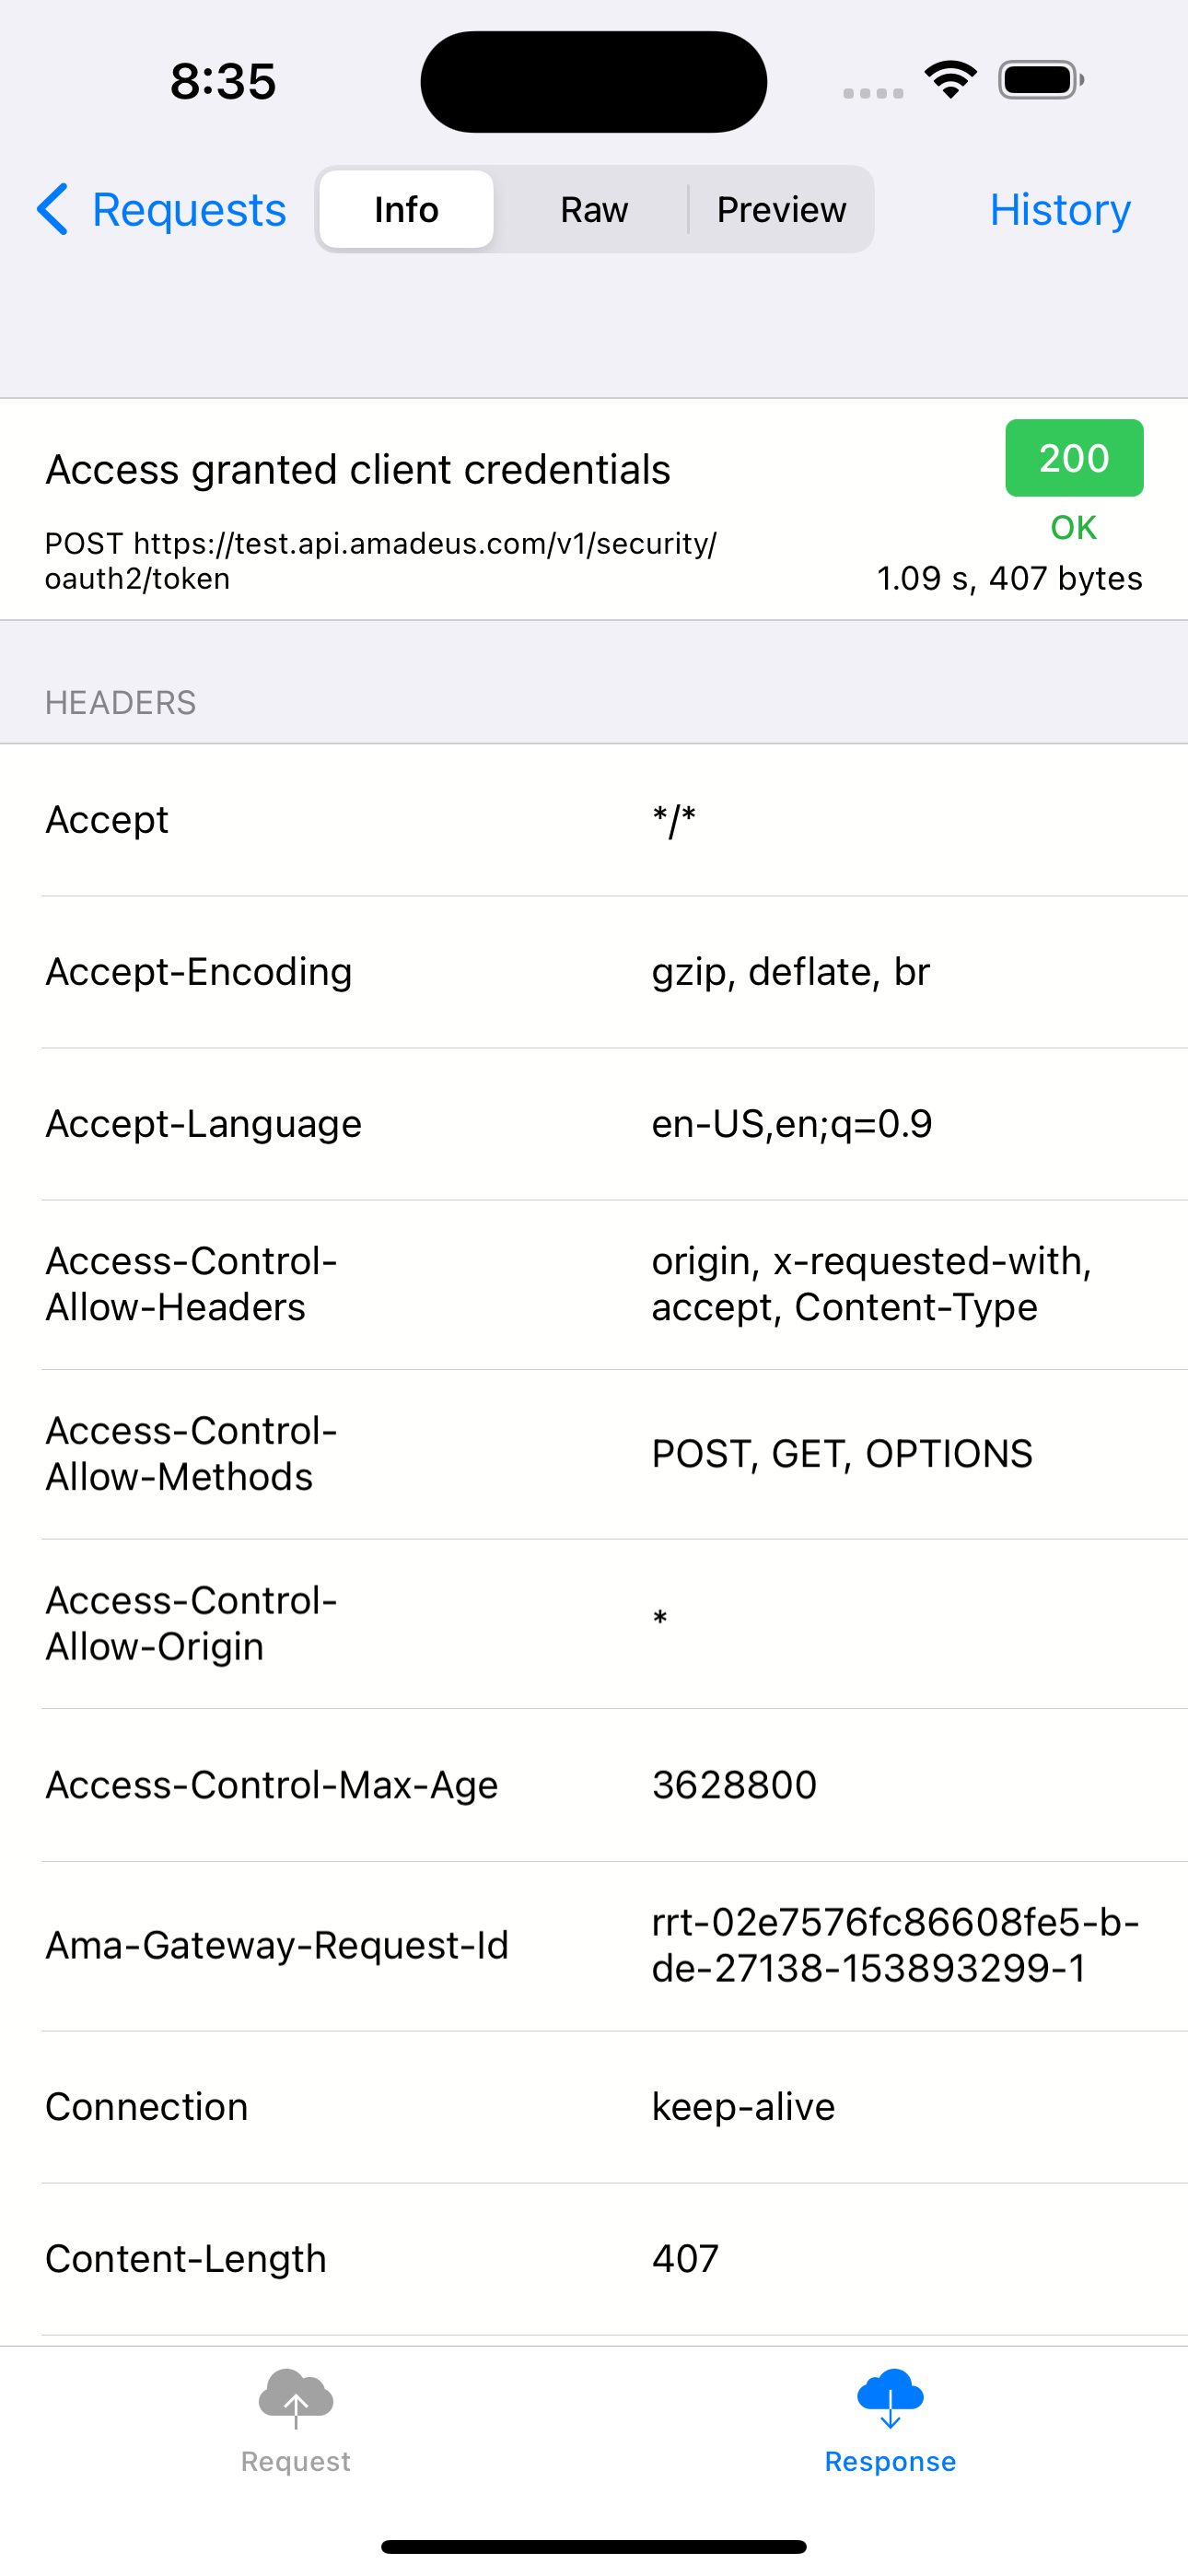 8:35
Requests
Info
Raw
Preview
History
Access granted client credentials
200
OK
POST https://test.api.amadeus.com/v1/security/
oauth2/token
1.09 s, 407 bytes
HEADERS
Accept
*/*
Accept-Encoding
gzip, deflate, br
Accept-Language
en-US,en;q=0.9
Access-Control-
Allow-Headers
origin, x-requested-with,
accept, Content-Type
Access-Control-
Allow-Methods
POST, GET, OPTIONS
Access-Control-
Allow-Origin
*
Access-Control-Max-Age
3628800
Ama-Gateway-Request-Id
rrt-02e7576fc86608fe5-b-
de-27138-153893299-1
Connection
keep-alive
Content-Length
407
Request
Response